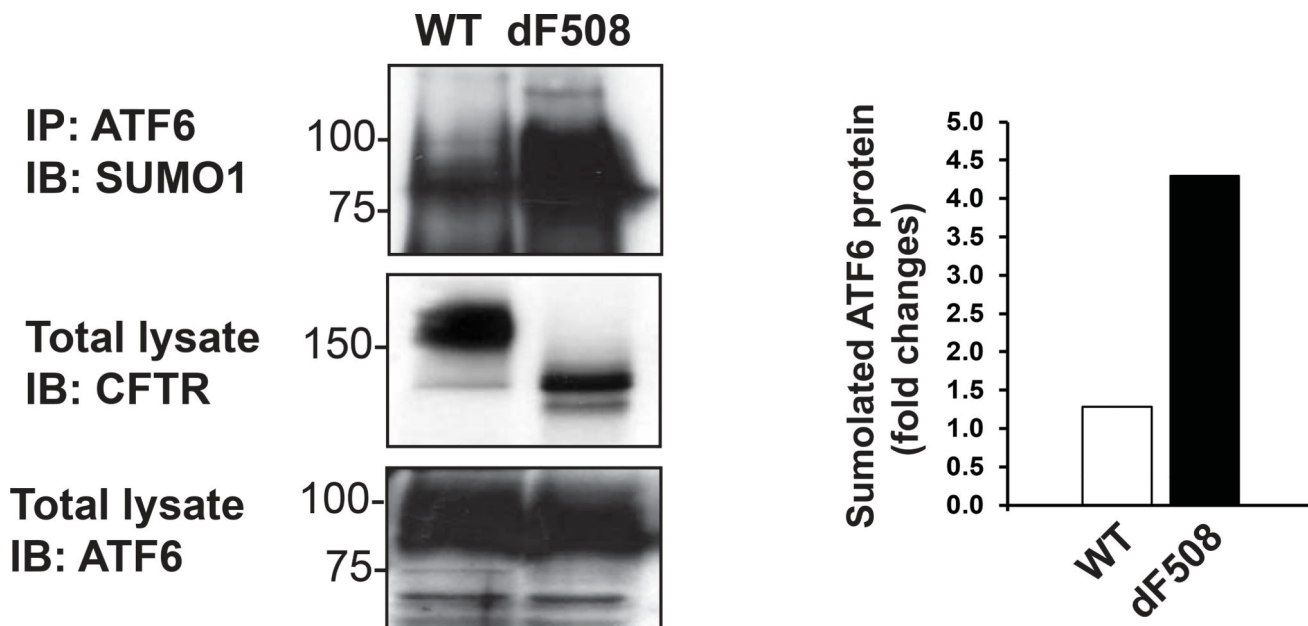 WT dF508
IP: ATF6
IB: SUMO1
100-
75-
Total lysate
IB: CFTR
150-
Total lysate
IB: ATF6
100-
75-
Sumolated ATF6 protein
(fold changes)
5.0
4.5
4.0
3.5
3.0
2.5
2.0
1.5
1.0
0.5
0.0
WT
dF508